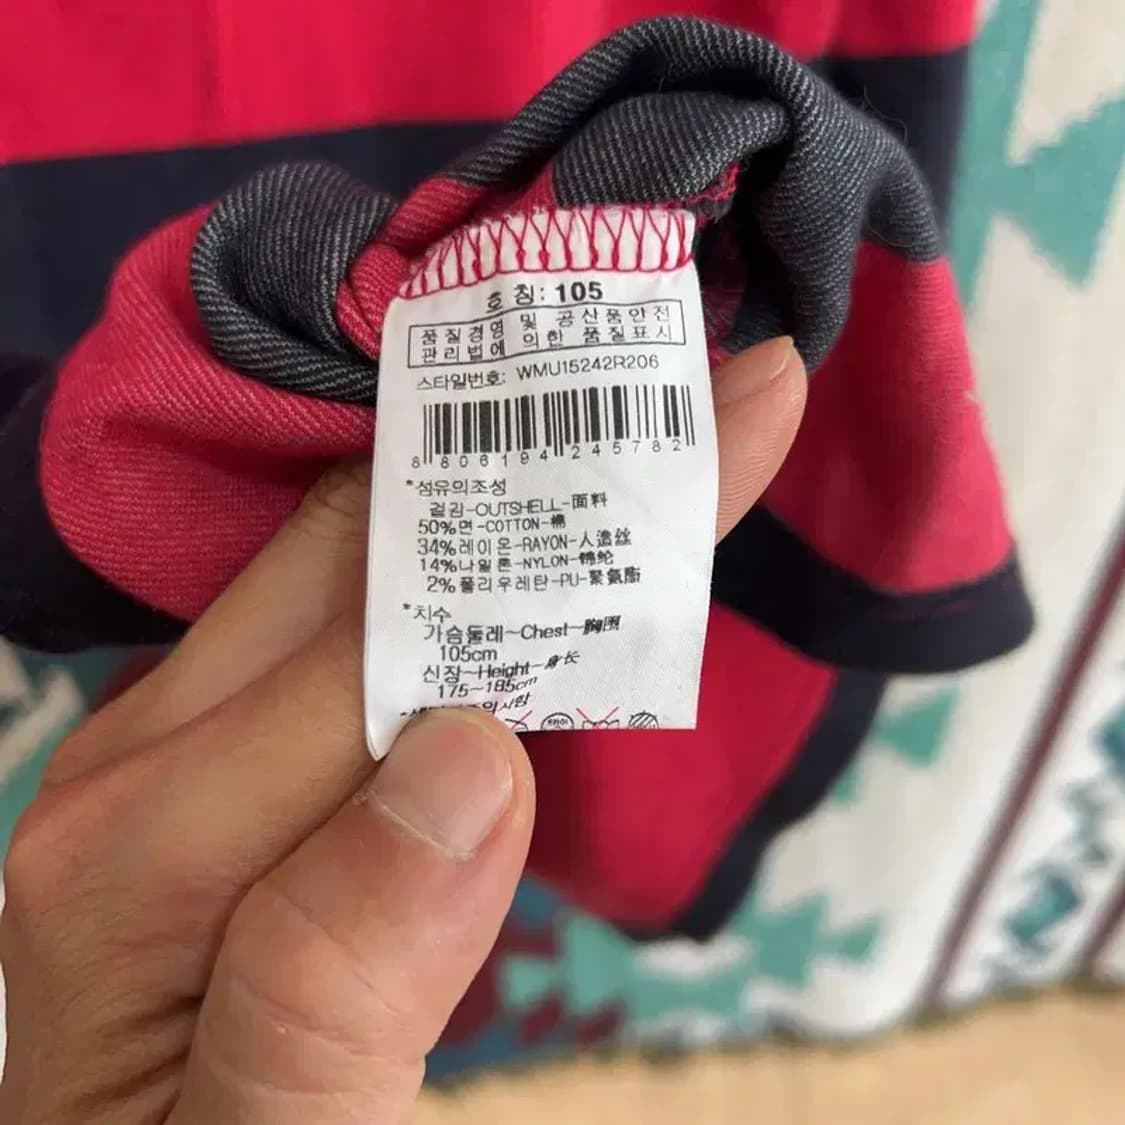 호 칭: 105
품질경영 및 공산품안전
관리법에 의한 품질표시
스타일번호: WMU15242R206
8 806194 245782
*섬유의조성
겉감-OUTSHELL-面料
50%면-COTTON-棉
34%레이온-RAYON-人造丝
14%나일론-NYLON-锦纶
2%폴리우레탄-PU-聚氨酯
*치수
가슴둘레~Chest~胸围
105cm
신장~Height~身长
175~185cm